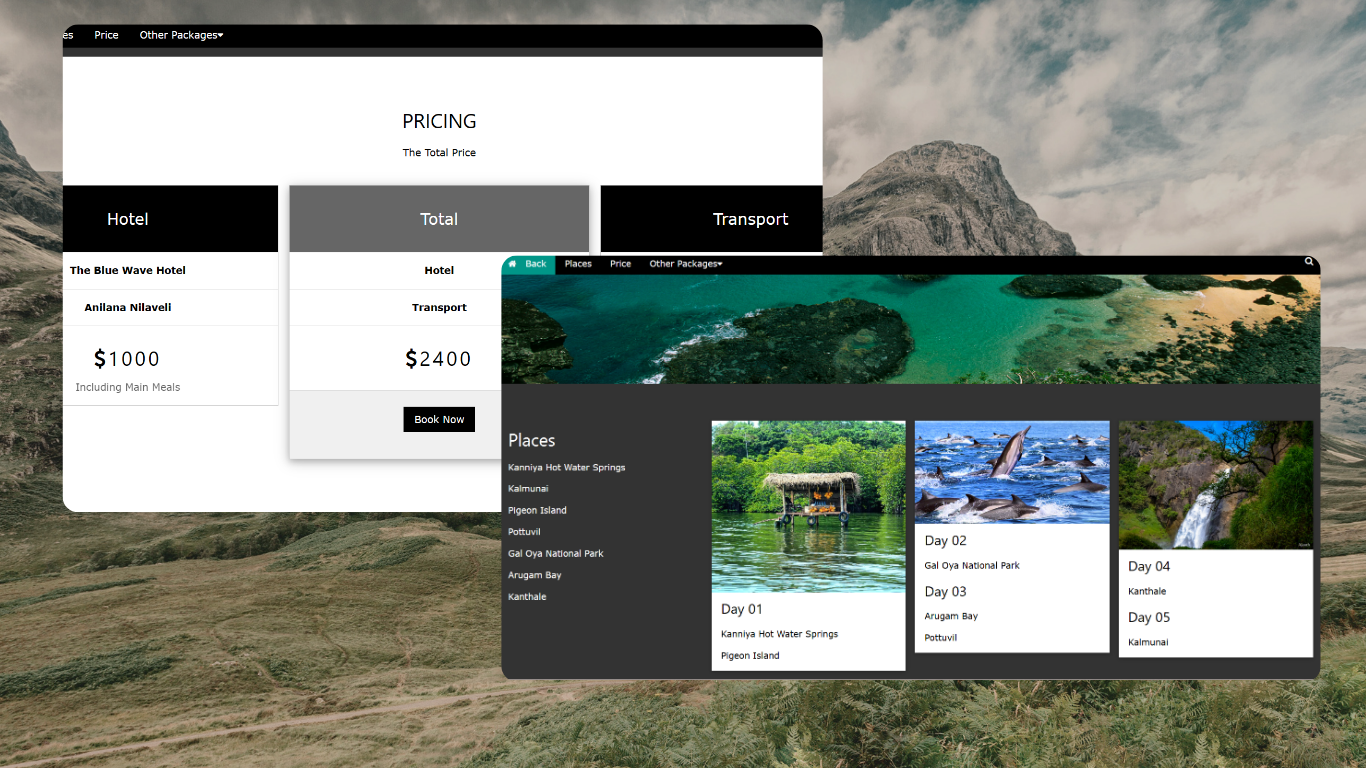 es Price Other Packages
PRICING
The Total Price
Hotel Total Transport
The Blue Wave Hotel Hotel
Anilana Nilaveli Transport
$1000 $2400
Including Main Meals
Book Now
Back Places Price Other Packages
Places
Kanniya Hot Water Springs
Kalmunai
Pigeon Island
Pottuvil
Gal Oya National Park
Arugam Bay
Kanthale
Day 01
Kanniya Hot Water Springs
Pigeon Island
Day 02
Gal Oya National Park
Day 03
Arugam Bay
Pottuvil
Day 04
Kanthale
Day 05
Kalmunai